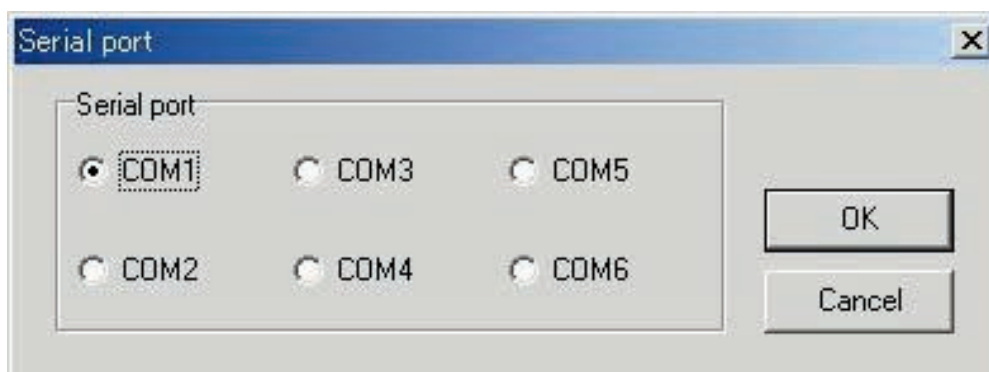 Serial port
Serial port
COM1 COM3 COM5
OK
COM2 COM4 COM6
Cancel